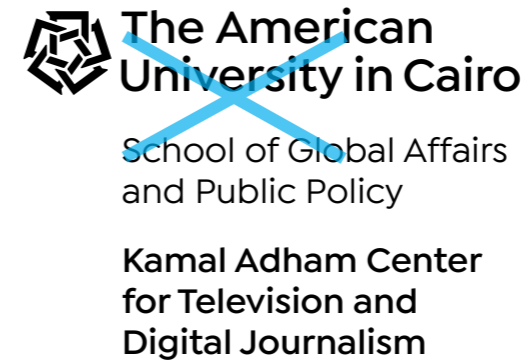 The American
University in Cairo
School of Global Affairs
and Public Policy
Kamal Adham Center
for Television and
Digital Journalism